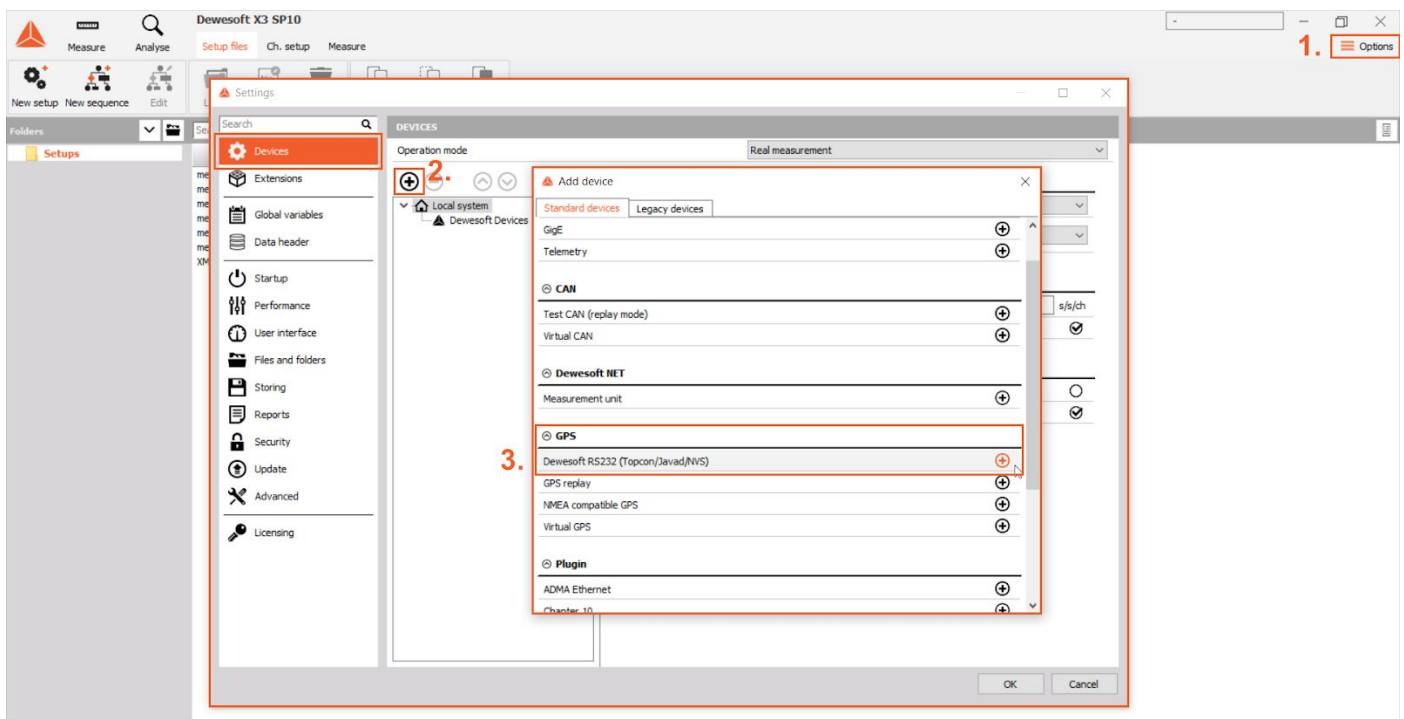 Dewesoft X3 SP10
-
Measure
Analyse
Setup files Ch. setup Measure
1. Options
New setup New sequence Edit
Settings
Folders
Search
DEVICES
Setups
Devices
Operation mode Real measurement
Extensions
2.
Add device
Global variables
Local system
Standard devices Legacy devices
Dewesoft Devices
GigE
Data header
Telemetry
Startup
CAN
Performance
s/s/ch
Test CAN (replay mode)
User interface
Virtual CAN
Files and folders
Dewesoft NET
Storing
Measurement unit
Reports
GPS
Security
3. Dewesoft RS232 (Topcon/Javad/NVS)
Update
GPS replay
Advanced
NMEA compatible GPS
Virtual GPS
Licensing
Plugin
ADMA Ethernet
Chapter 10
OK Cancel